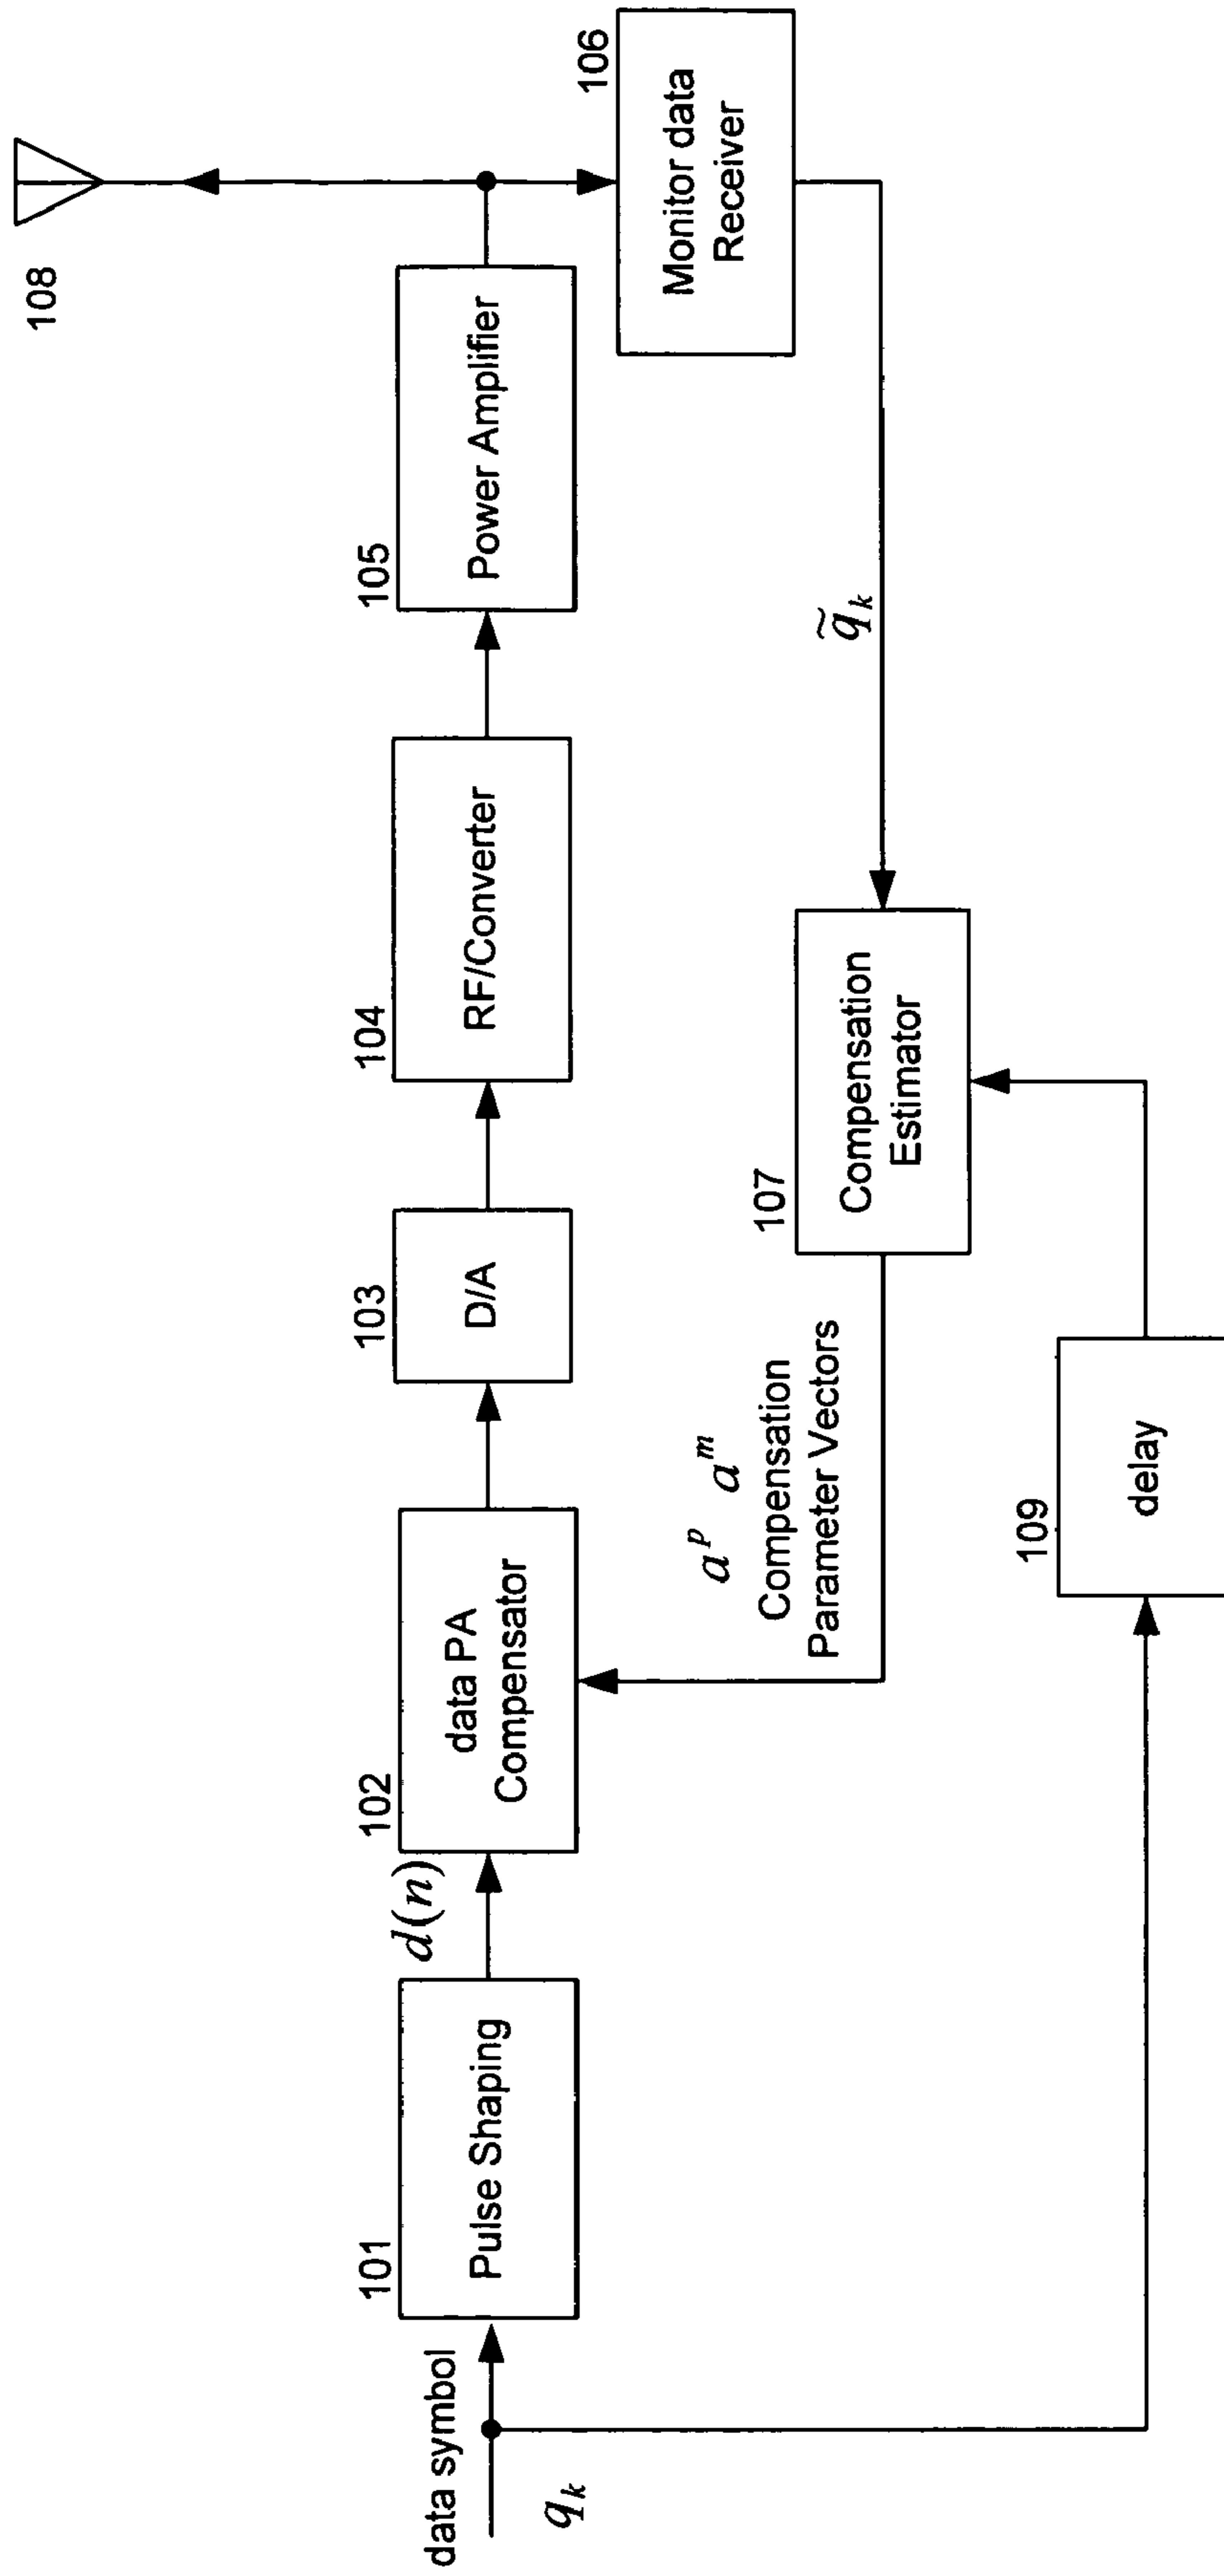 108
106
Monitor data
Receiver
105
Power Amplifier
104
RF/Converter
103
D/A
102
data PA
Compensator
d(n)
101
Pulse Shaping
data symbol
q_k
q̃_k
107
Compensation
Estimator
a^p a^m
Compensation
Parameter Vectors
109
delay